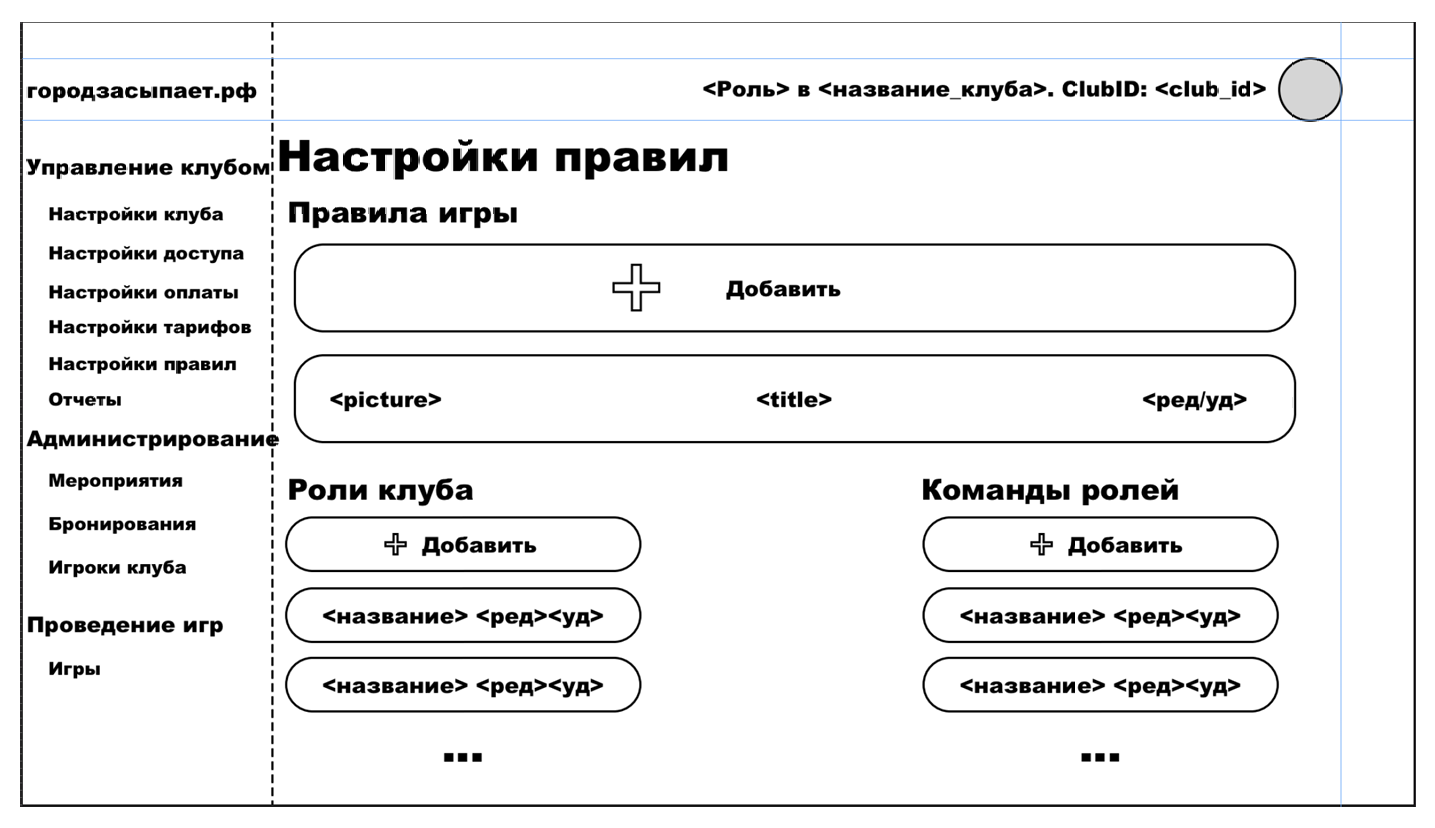 городзасыпает.рф
<Роль> в <название_клуба>. ClubID: <club_id>
Управление клубом
Настройки клуба
Настройки доступа
Настройки оплаты
Настройки тарифов
Настройки правил
Отчеты
Администрирование
Мероприятия
Бронирования
Игроки клуба
Проведение игр
Игры
Настройки правил
Правила игры
Добавить
<picture> <title> <ред/уд>
Роли клуба
Добавить
<название> <ред><уд>
<название> <ред><уд>
...
Команды ролей
Добавить
<название> <ред><уд>
<название> <ред><уд>
...